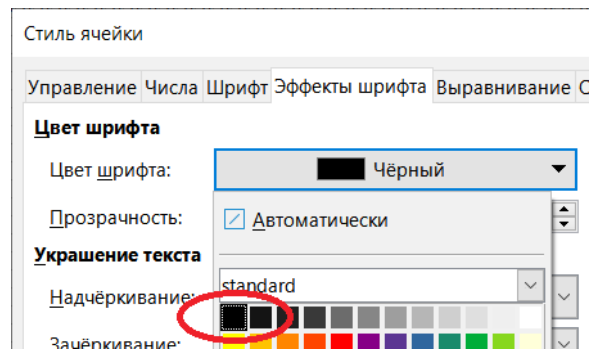 Стиль ячейки
Управление Числа Шрифт Эффекты шрифта Выравнивание
Цвет шрифта
Цвет шрифта: Чёрный
Прозрачность: Автоматически
Украшение текста
standard
Надчёркивание:
Зачёркивание: